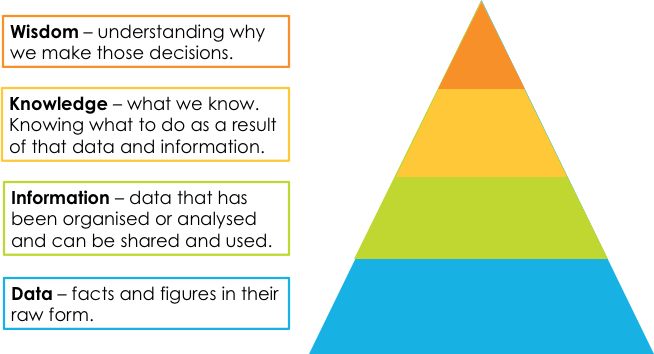 Wisdom – understanding why
we make those decisions.
Knowledge – what we know.
Knowing what to do as a result
of that data and information.
Information – data that has
been organised or analysed
and can be shared and used.
Data – facts and figures in their
raw form.